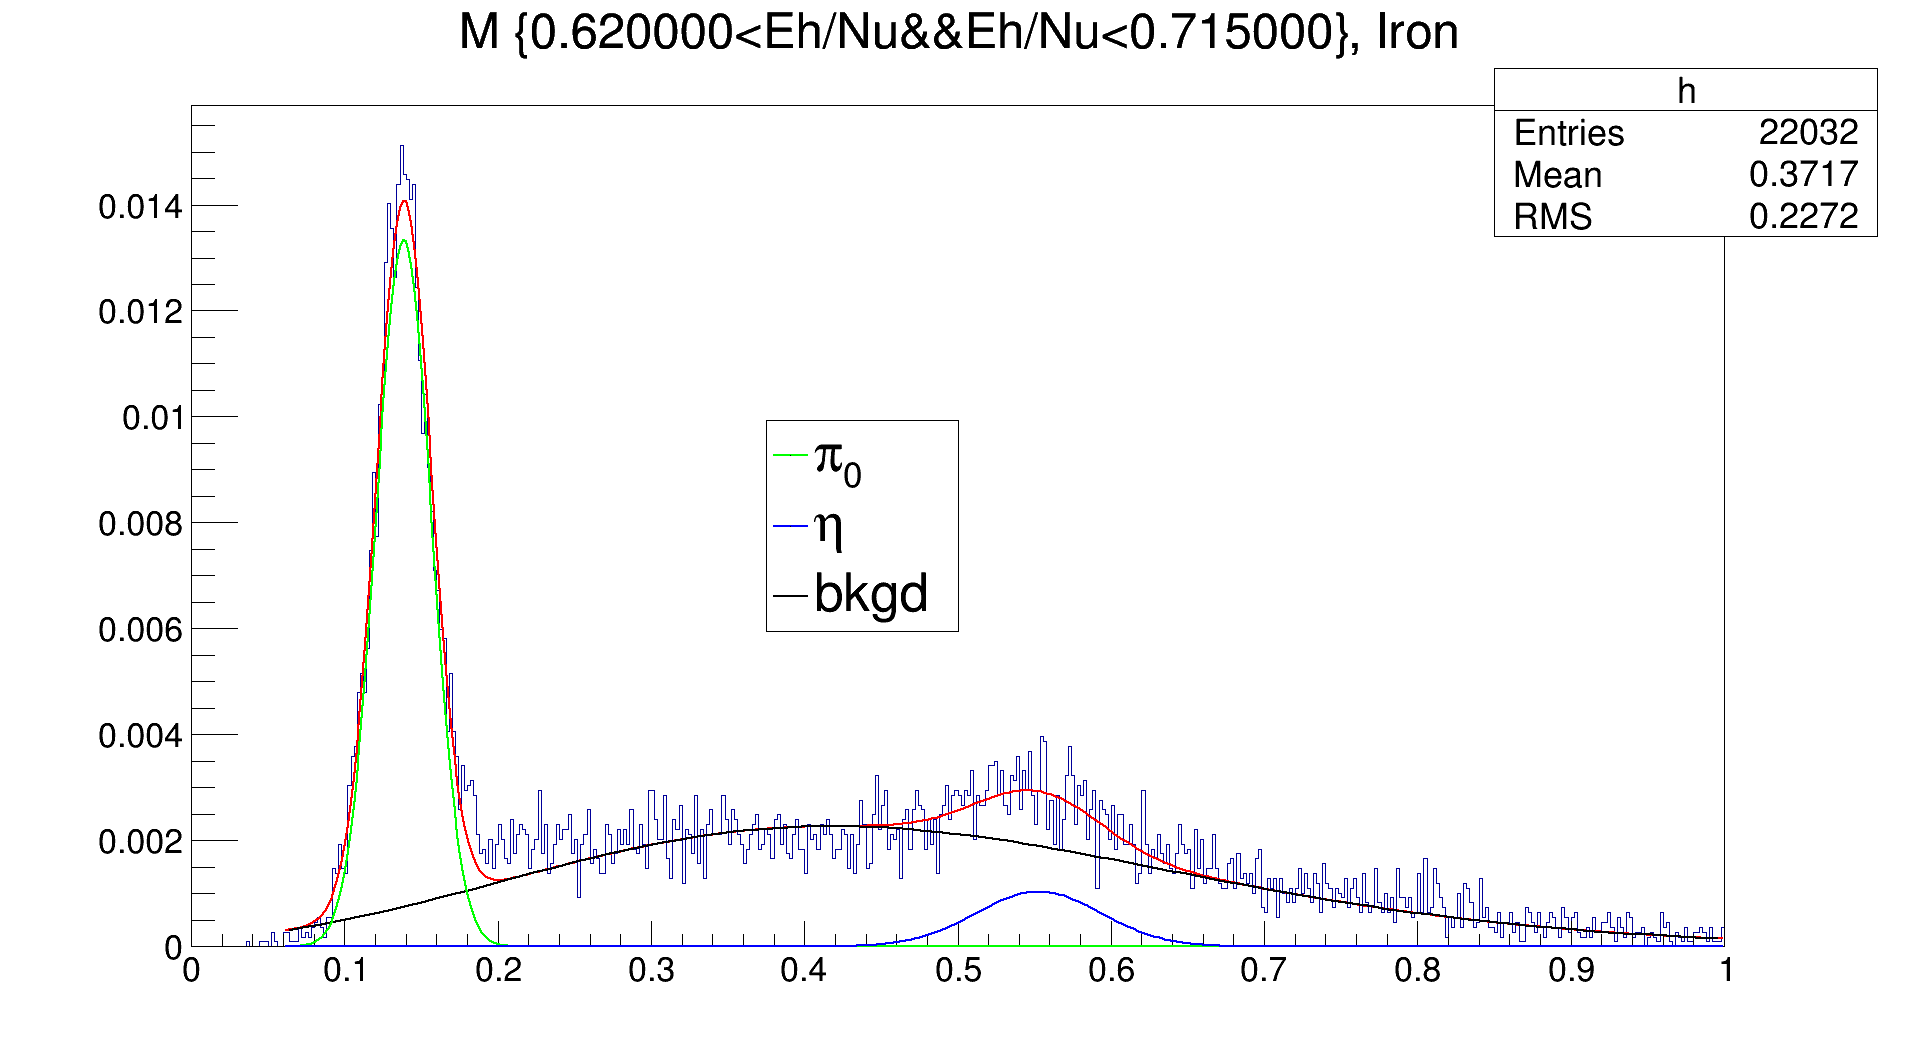 M {0.620000<Eh/Nu&&Eh/Nu<0.715000}, Iron
h
Entries 22032
Mean 0.3717
RMS 0.2272
0.014
0.012
0.01
0.008
0.006
0.004
0.002
0
π0
η
bkgd
0 0.1 0.2 0.3 0.4 0.5 0.6 0.7 0.8 0.9 1